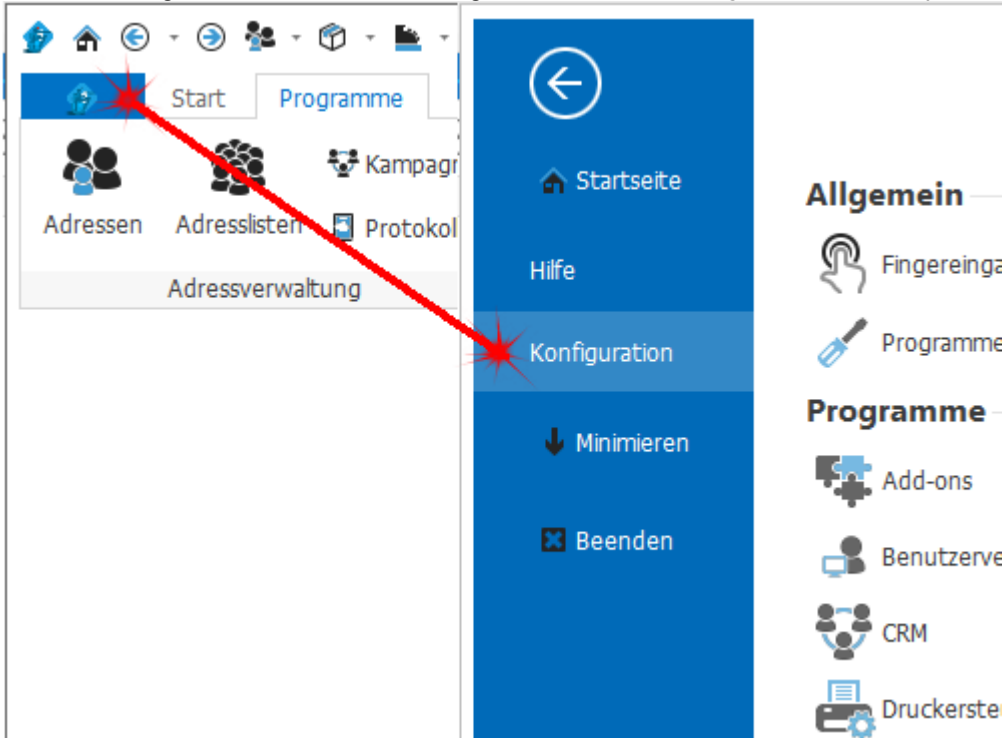 Start
Programme
Kampagn
Adressen
Adresslisten
Protokol
Adressverwaltung
Startseite
Hilfe
Konfiguration
Minimieren
Beenden
Allgemein
Fingereinga
Programme
Programme
Add-ons
Benutzerve
CRM
Druckerster